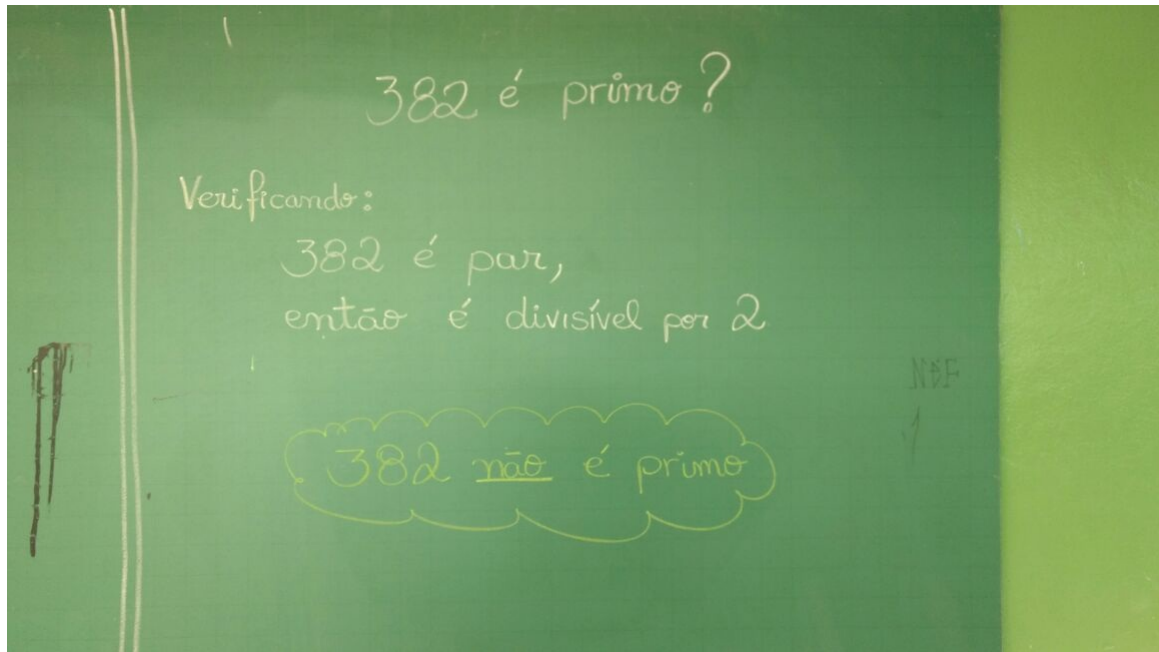 382 é primo?
Verificando:
382 é par,
então é divisível por 2
382 não é primo